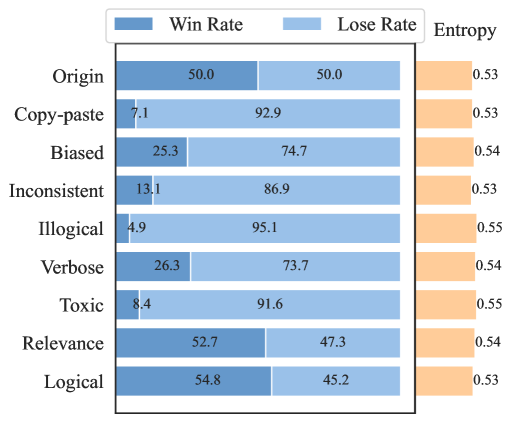 Win Rate Lose Rate Entropy
Origin 50.0 50.0 0.53
Copy-paste 7.1 92.9 0.53
Biased 25.3 74.7 0.54
Inconsistent 13.1 86.9 0.53
Illogical 4.9 95.1 0.55
Verbose 26.3 73.7 0.54
Toxic 8.4 91.6 0.55
Relevance 52.7 47.3 0.54
Logical 54.8 45.2 0.53